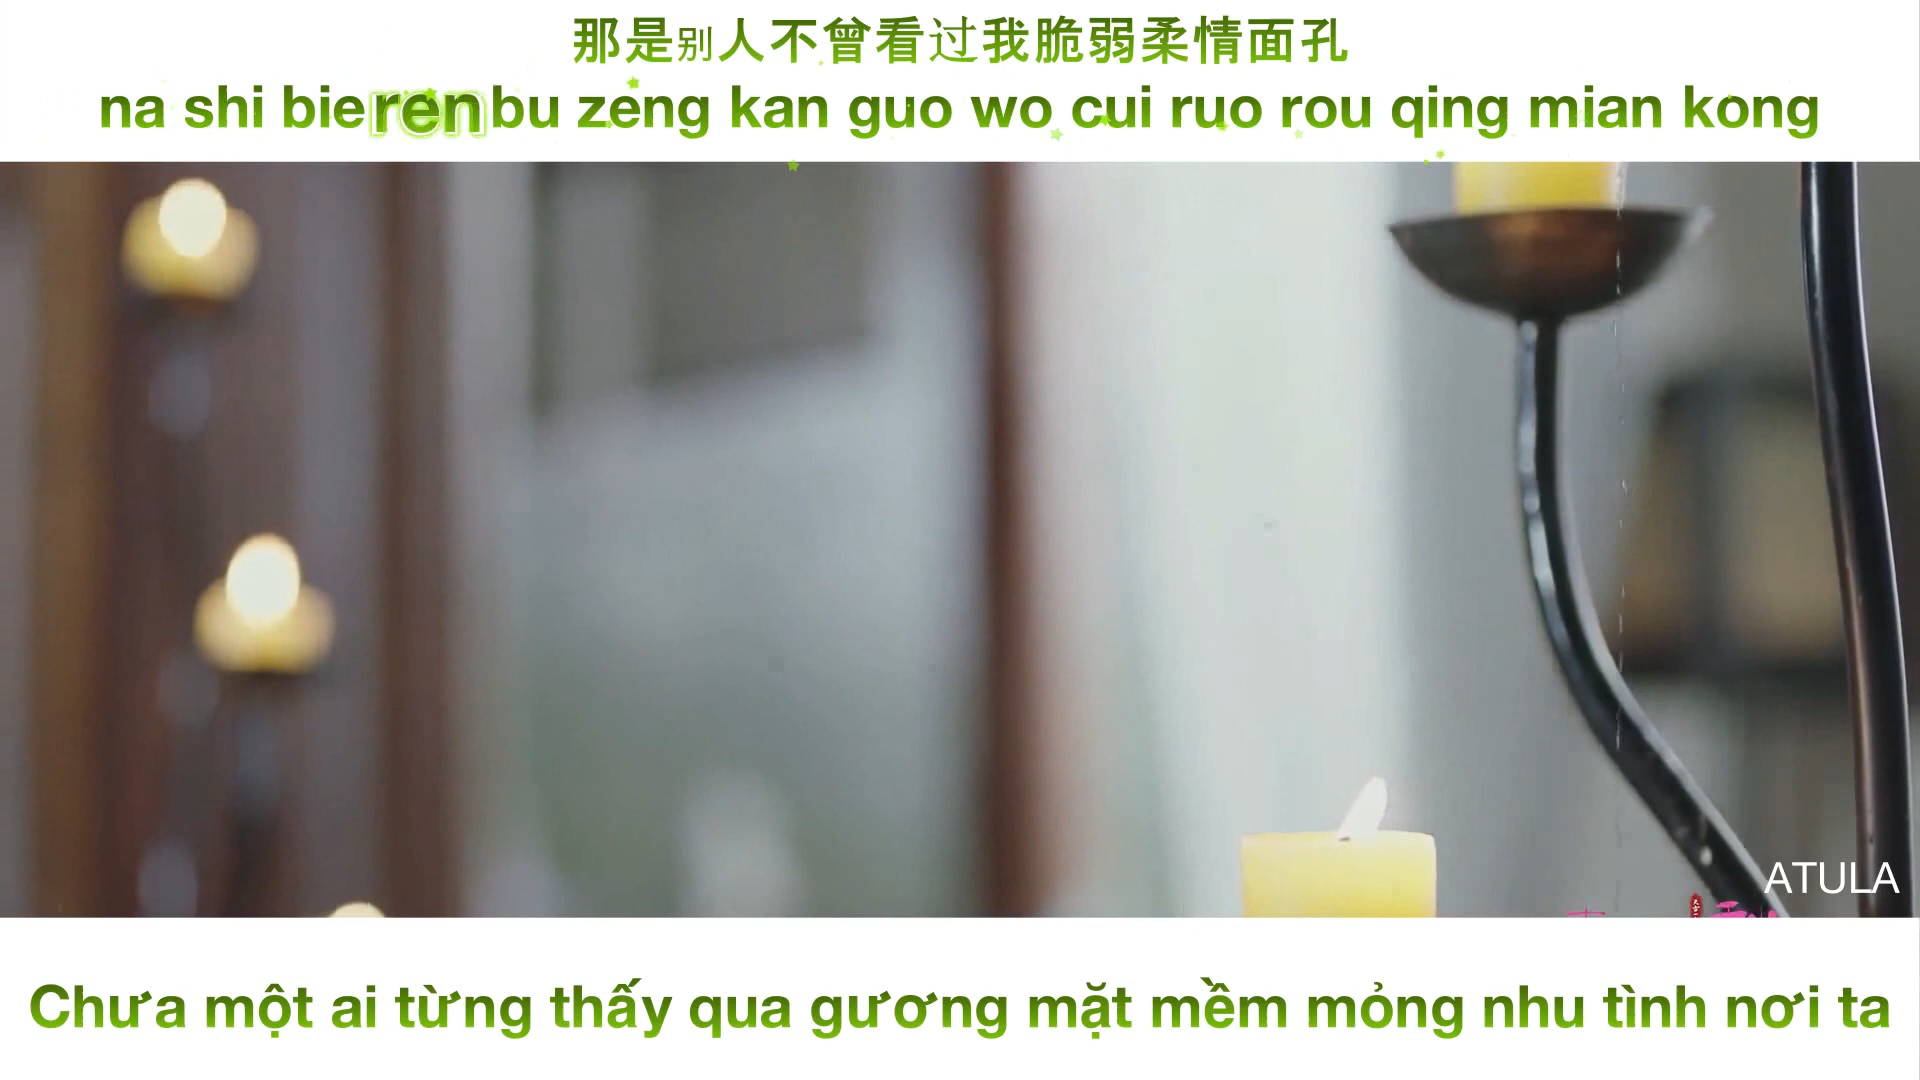 那是别人不曾看过我脆弱柔情面孔
na shi bie ren bu zeng kan guo wo cui ruo rou qing mian kong
ATULA
Chưa một ai từng thấy qua gương mặt mềm mỏng nhu tình nơi ta